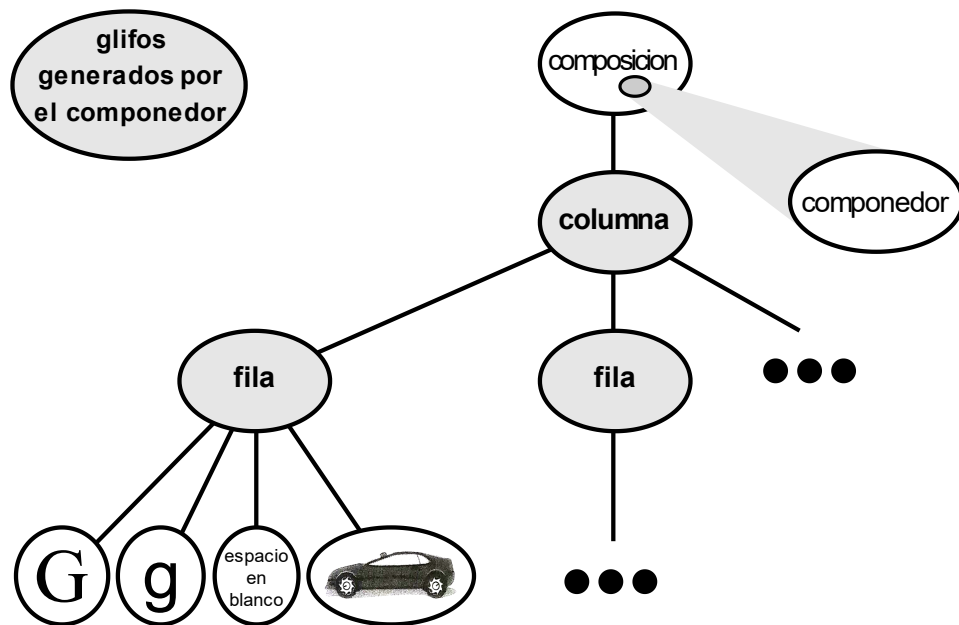 glifos
generados por
el componedor
composicion
componedor
columna
fila
fila
G
g
espacio
en
blanco